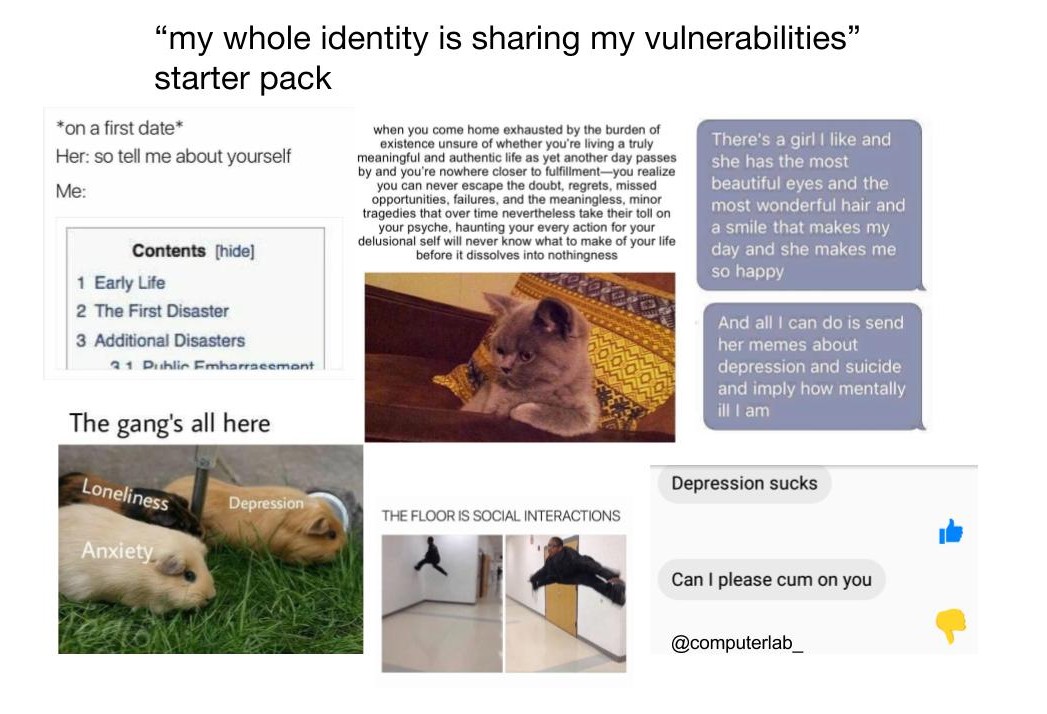 “my whole identity is sharing my vulnerabilities”
starter pack
*on a first date*
Her: so tell me about yourself
Me:
Contents [hide]
1 Early Life
2 The First Disaster
3 Additional Disasters
3.1 Public Embarrassment
when you come home exhausted by the burden of
existence unsure of whether you're living a truly
meaningful and authentic life as yet another day passes
by and you're nowhere closer to fulfillment—you realize
you can never escape the doubt, regrets, missed
opportunities, failures, and the meaningless, minor
tragedies that over time nevertheless take their toll on
your psyche, haunting your every action for your
delusional self will never know what to make of your life
before it dissolves into nothingness
There's a girl I like and
she has the most
beautiful eyes and the
most wonderful hair and
a smile that makes my
day and she makes me
so happy
And all I can do is send
her memes about
depression and suicide
and imply how mentally
ill I am
The gang's all here
Loneliness
Depression
Anxiety
THE FLOOR IS SOCIAL INTERACTIONS
Depression sucks
Can I please cum on you
@computerlab_